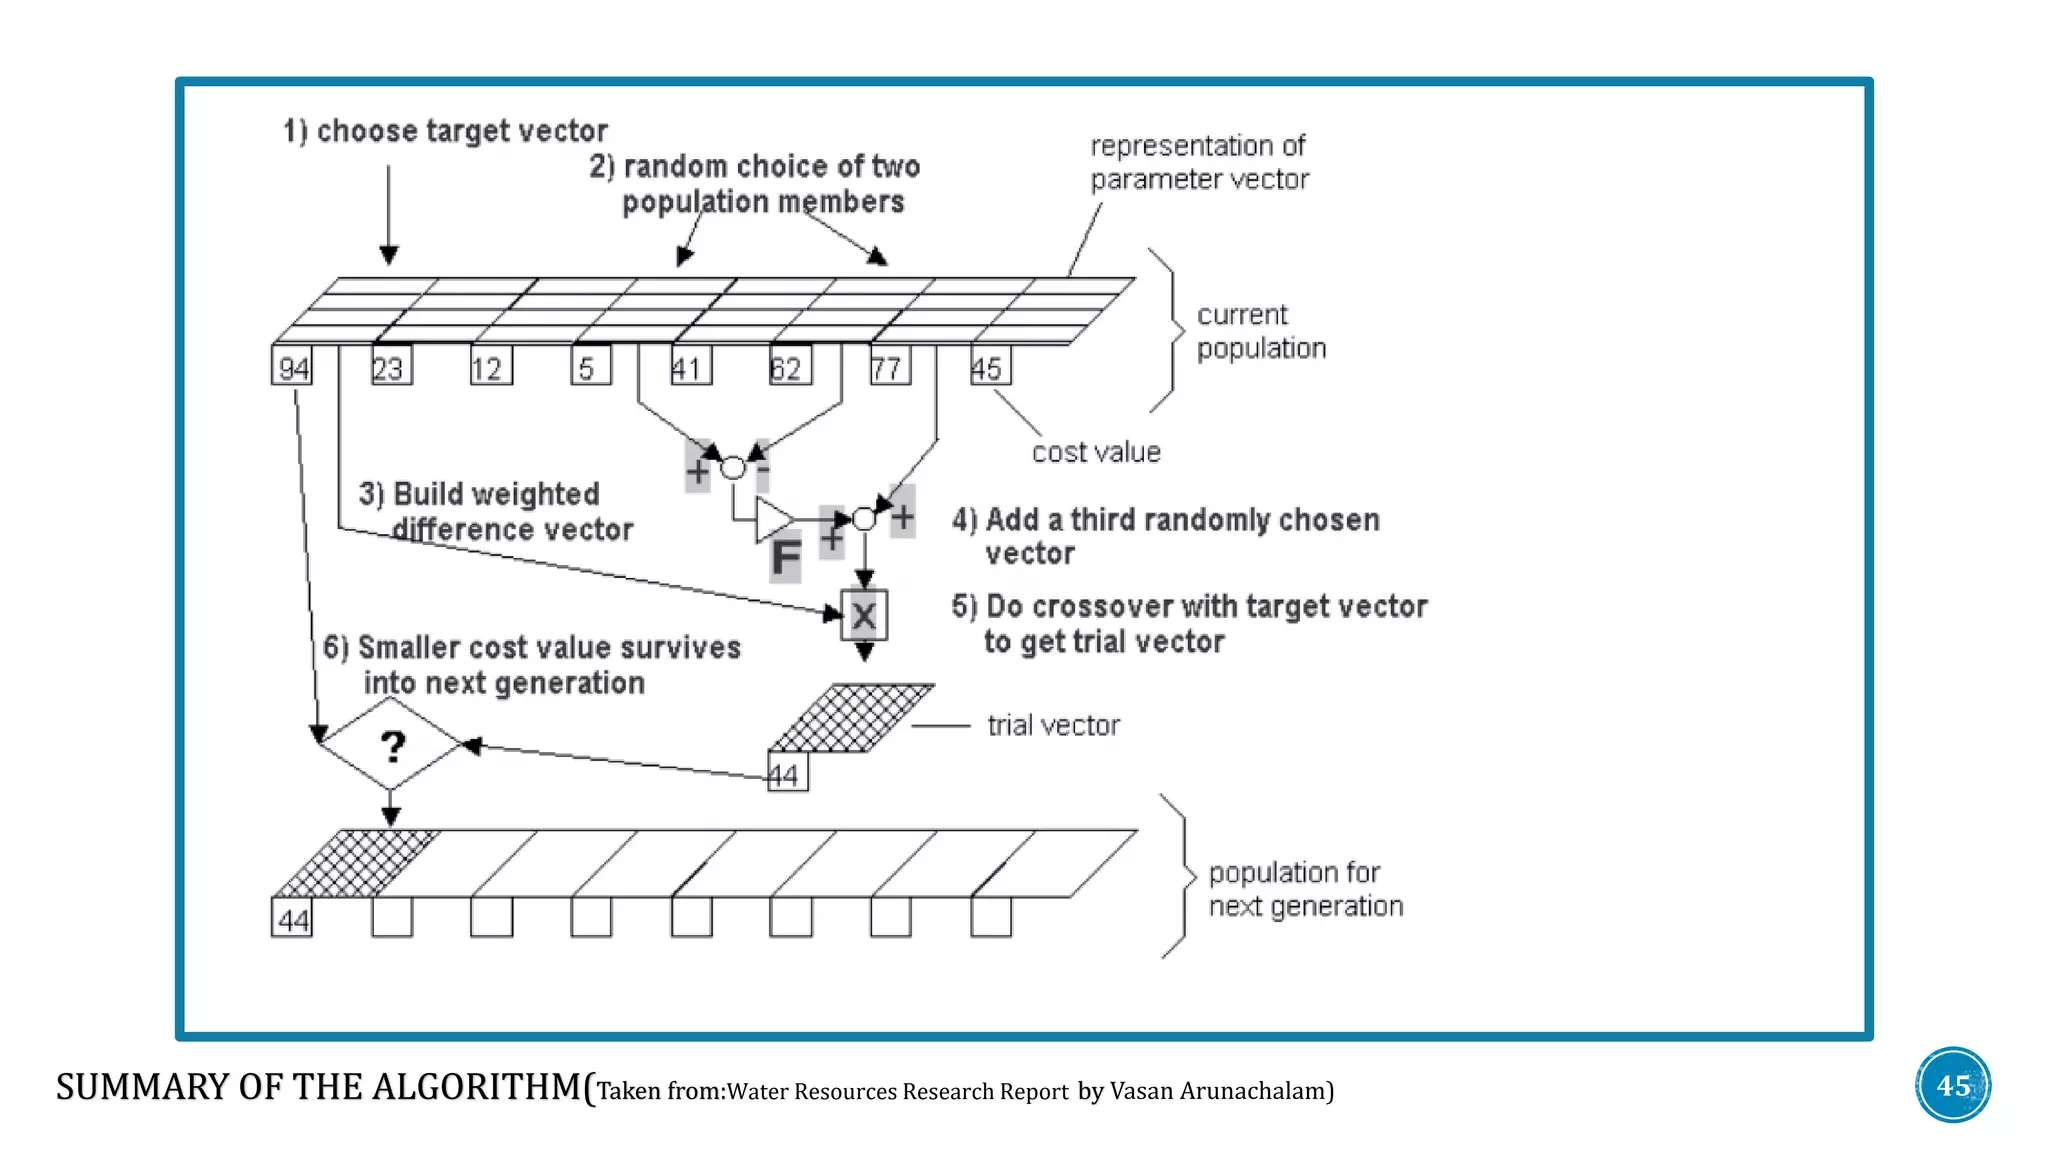 1) choose target vector
2) random choice of two
population members
representation of
parameter vector
94 23 12 5 41 62 77 45
current
population
cost value
+ -
3) Build weighted
difference vector
F + +
4) Add a third randomly chosen
vector
X
5) Do crossover with target vector
to get trial vector
6) Smaller cost value survives
into next generation
?
trial vector
44
44
population for
next generation
SUMMARY OF THE ALGORITHM(Taken from:Water Resources Research Report by Vasan Arunachalam)
45